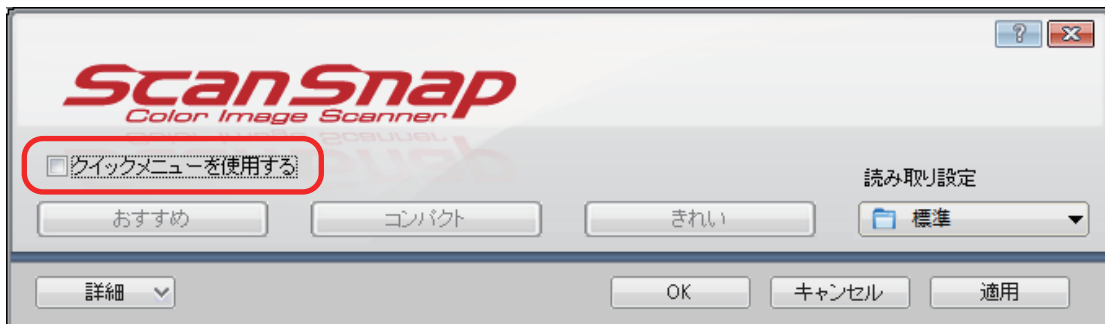 ?
ScanSnap
Color Image Scanner
クイックメニューを使用する
読み取り設定
おすすめ
コンパクト
きれい
標準
詳細
OK
キャンセル
適用